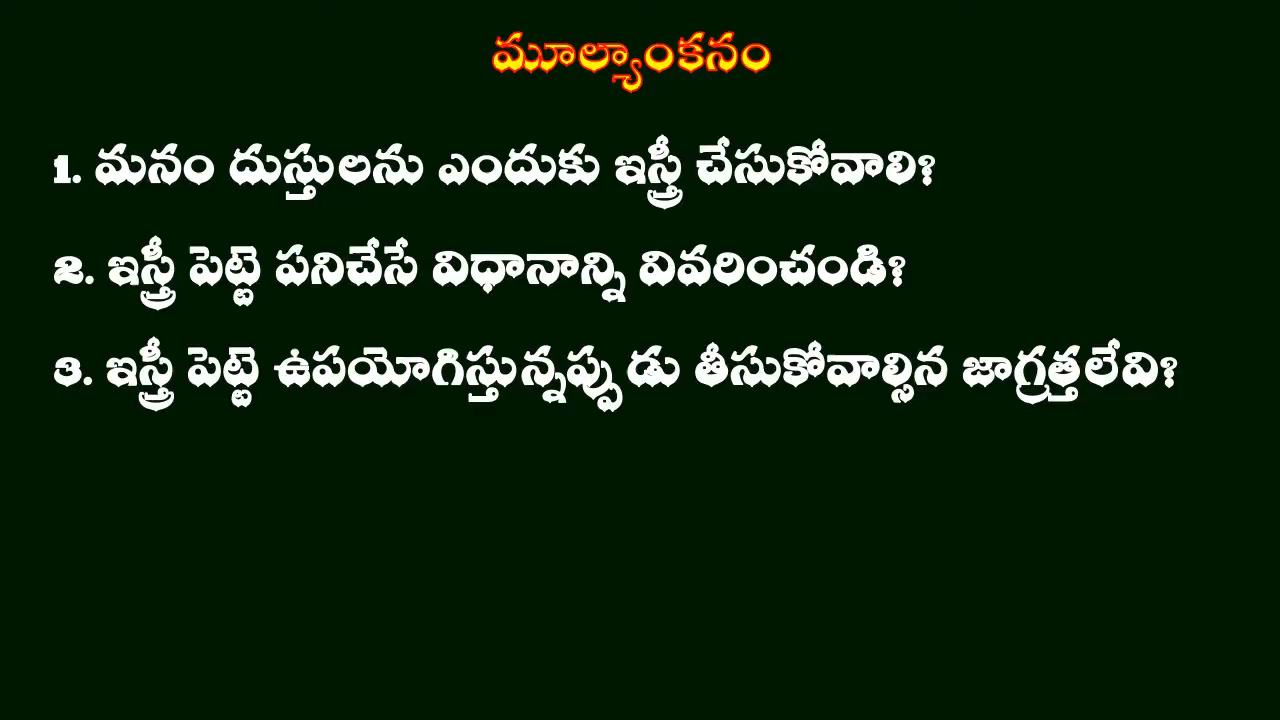 మూల్యాంకనం
1. మనం దుస్తులను ఎందుకు ఇస్త్రీ చేసుకోవాలి?
2. ఇస్త్రీ పెట్టె పనిచేసే విధానాన్ని వివరించండి?
3. ఇస్త్రీ పెట్టె ఉపయోగిస్తున్నప్పుడు తీసుకోవాల్సిన జాగ్రత్తలేవి?